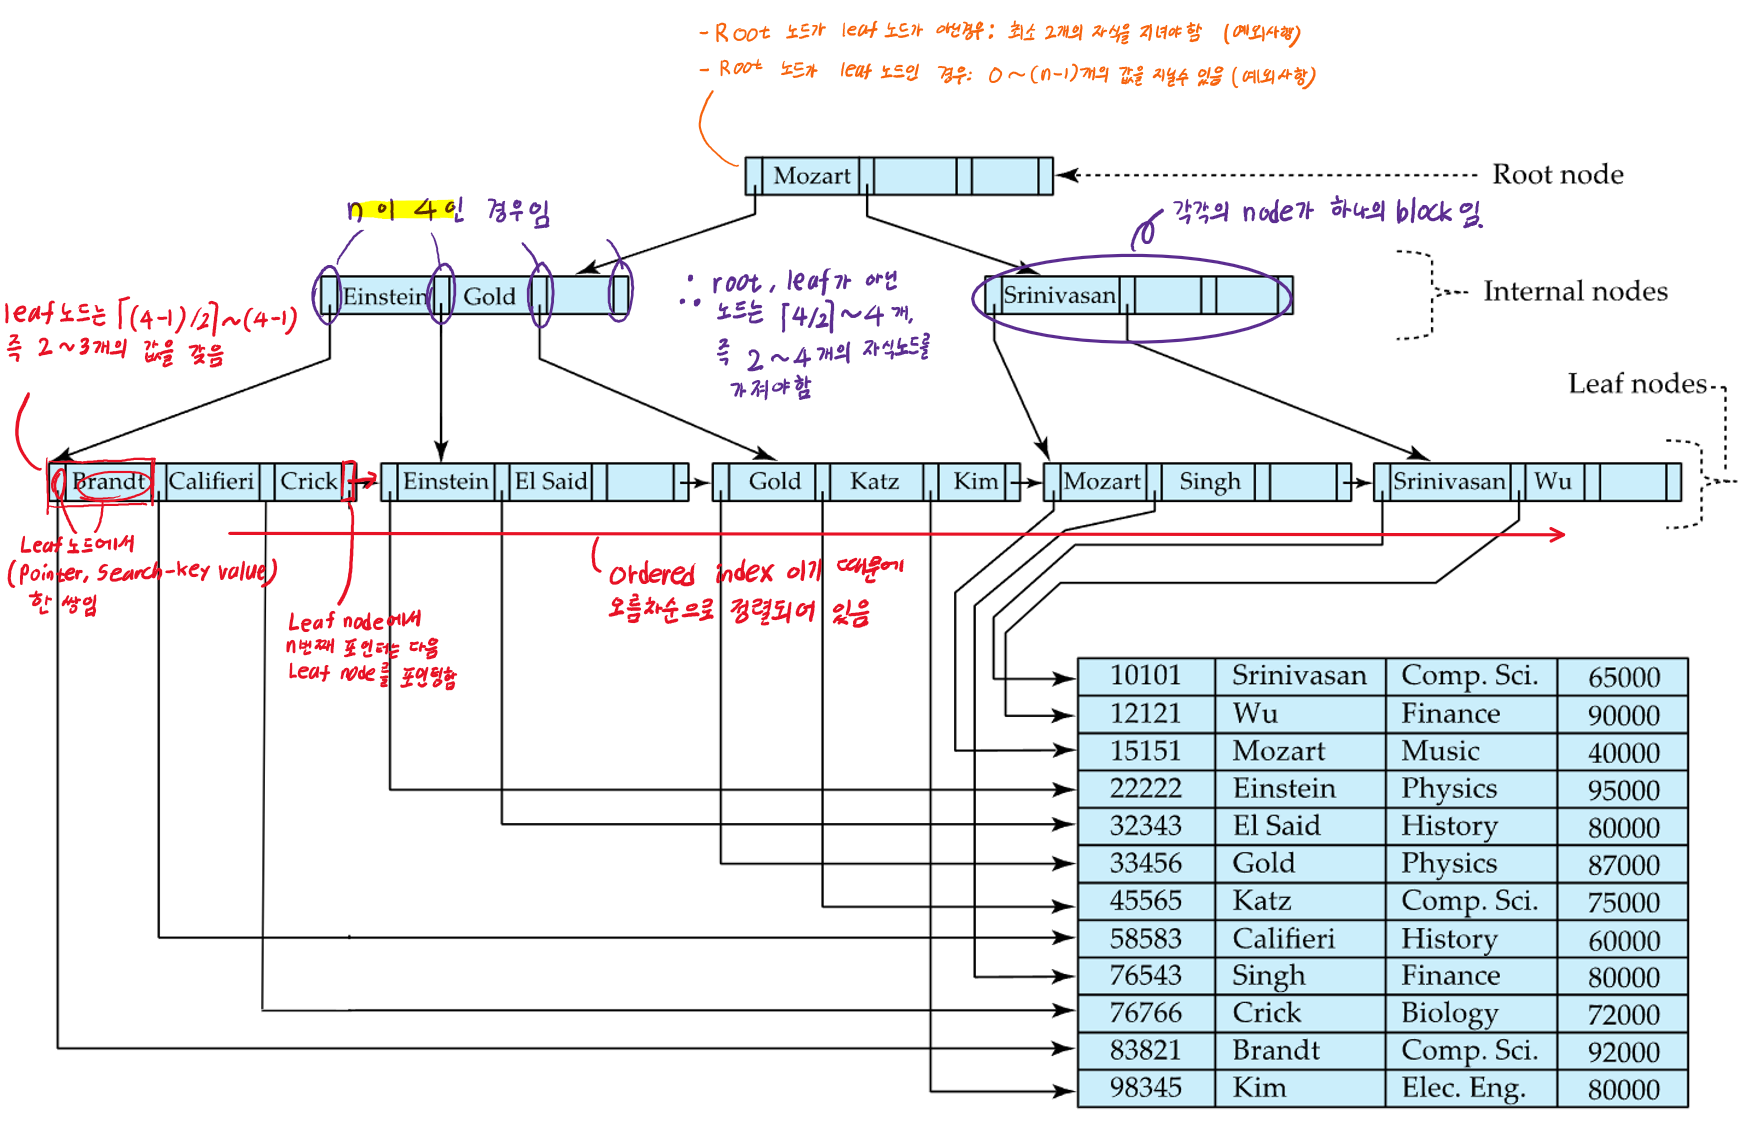 - Root 노드가 leaf 노드가 아닌경우: 최소 2개의 자식을 지녀야 함 (예외사항)
- Root 노드가 leaf 노드인 경우: 0~(n-1)개의 값을 지닐수 있음 (예외사항)
Mozart
Root node
n 이 4인 경우임
각각의 node가 하나의 block임.
Einstein Gold
Srinivasan
Internal nodes
∴ root, leaf가 아닌
노드는 ⌈4/2⌉~4개,
즉 2~4개의 자식노드를
가져야함
leaf노드는 ⌈(4-1)/2⌉~(4-1)
즉 2~3개의 값을 갖음
Leaf nodes
Brandt Califieri Crick Einstein El Said Gold Katz Kim Mozart Singh Srinivasan Wu
Leaf노드에서
(Pointer, Search-key value)
한 쌍임
Ordered index 이기 때문에
오름차순으로 정렬되어 있음
Leaf node에서
n번째 포인터는 다음
Leaf node를 포인팅함
10101 Srinivasan Comp. Sci. 65000
12121 Wu Finance 90000
15151 Mozart Music 40000
22222 Einstein Physics 95000
32343 El Said History 80000
33456 Gold Physics 87000
45565 Katz Comp. Sci. 75000
58583 Califieri History 60000
76543 Singh Finance 80000
76766 Crick Biology 72000
83821 Brandt Comp. Sci. 92000
98345 Kim Elec. Eng. 80000